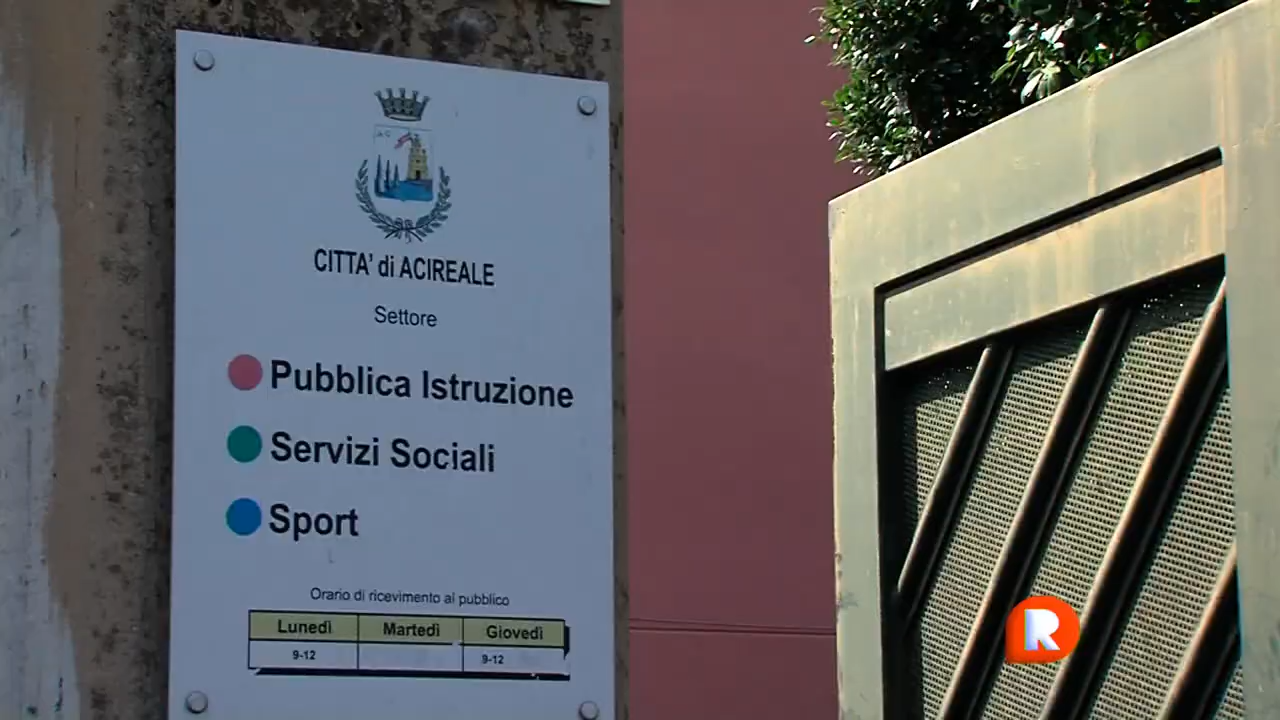 CITTA' di ACIREALE
Settore
Pubblica Istruzione
Servizi Sociali
Sport
Orario di ricevimento al pubblico
Lunedì Martedì Giovedì
9-12 9-12
R